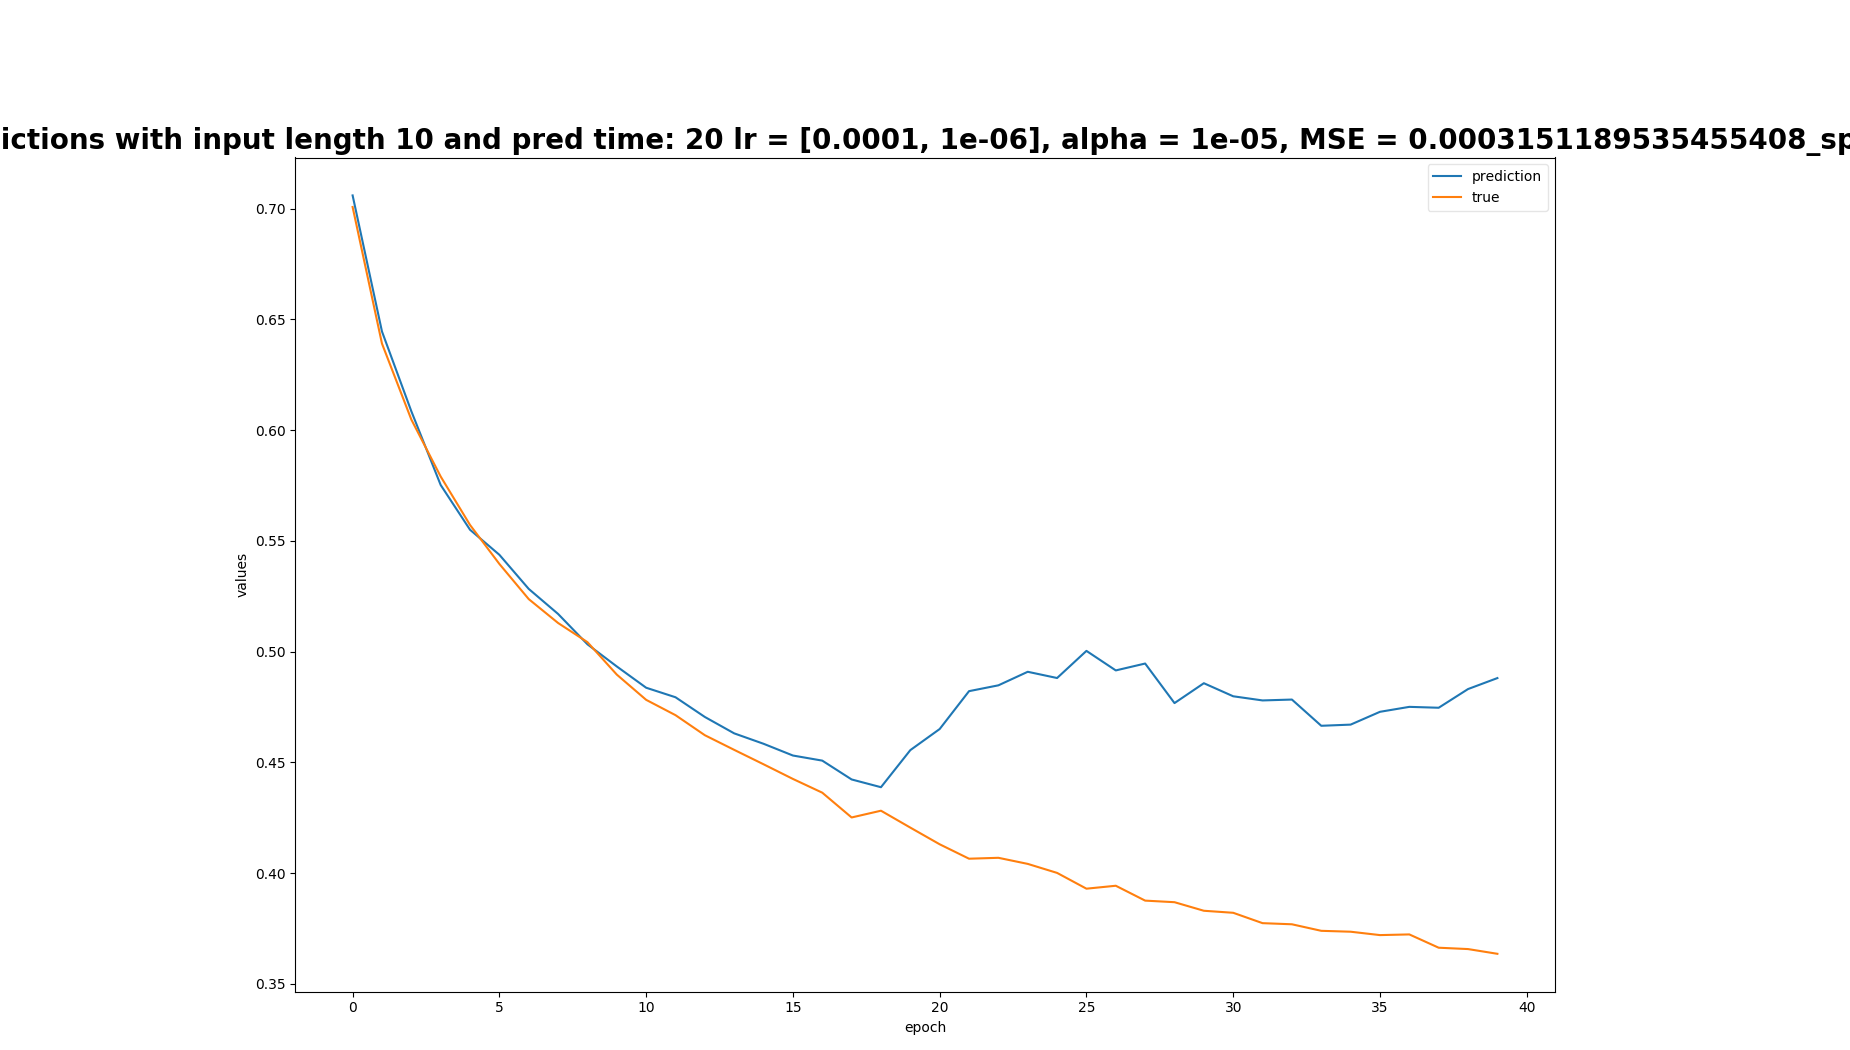 ictions with input length 10 and pred time: 20 lr = [0.0001, 1e-06], alpha = 1e-05, MSE = 0.0003151189535455408_sp
prediction
true
0.70
0.65
0.60
0.55
0.50
0.45
0.40
0.35
values
0 5 10 15 20 25 30 35 40
epoch